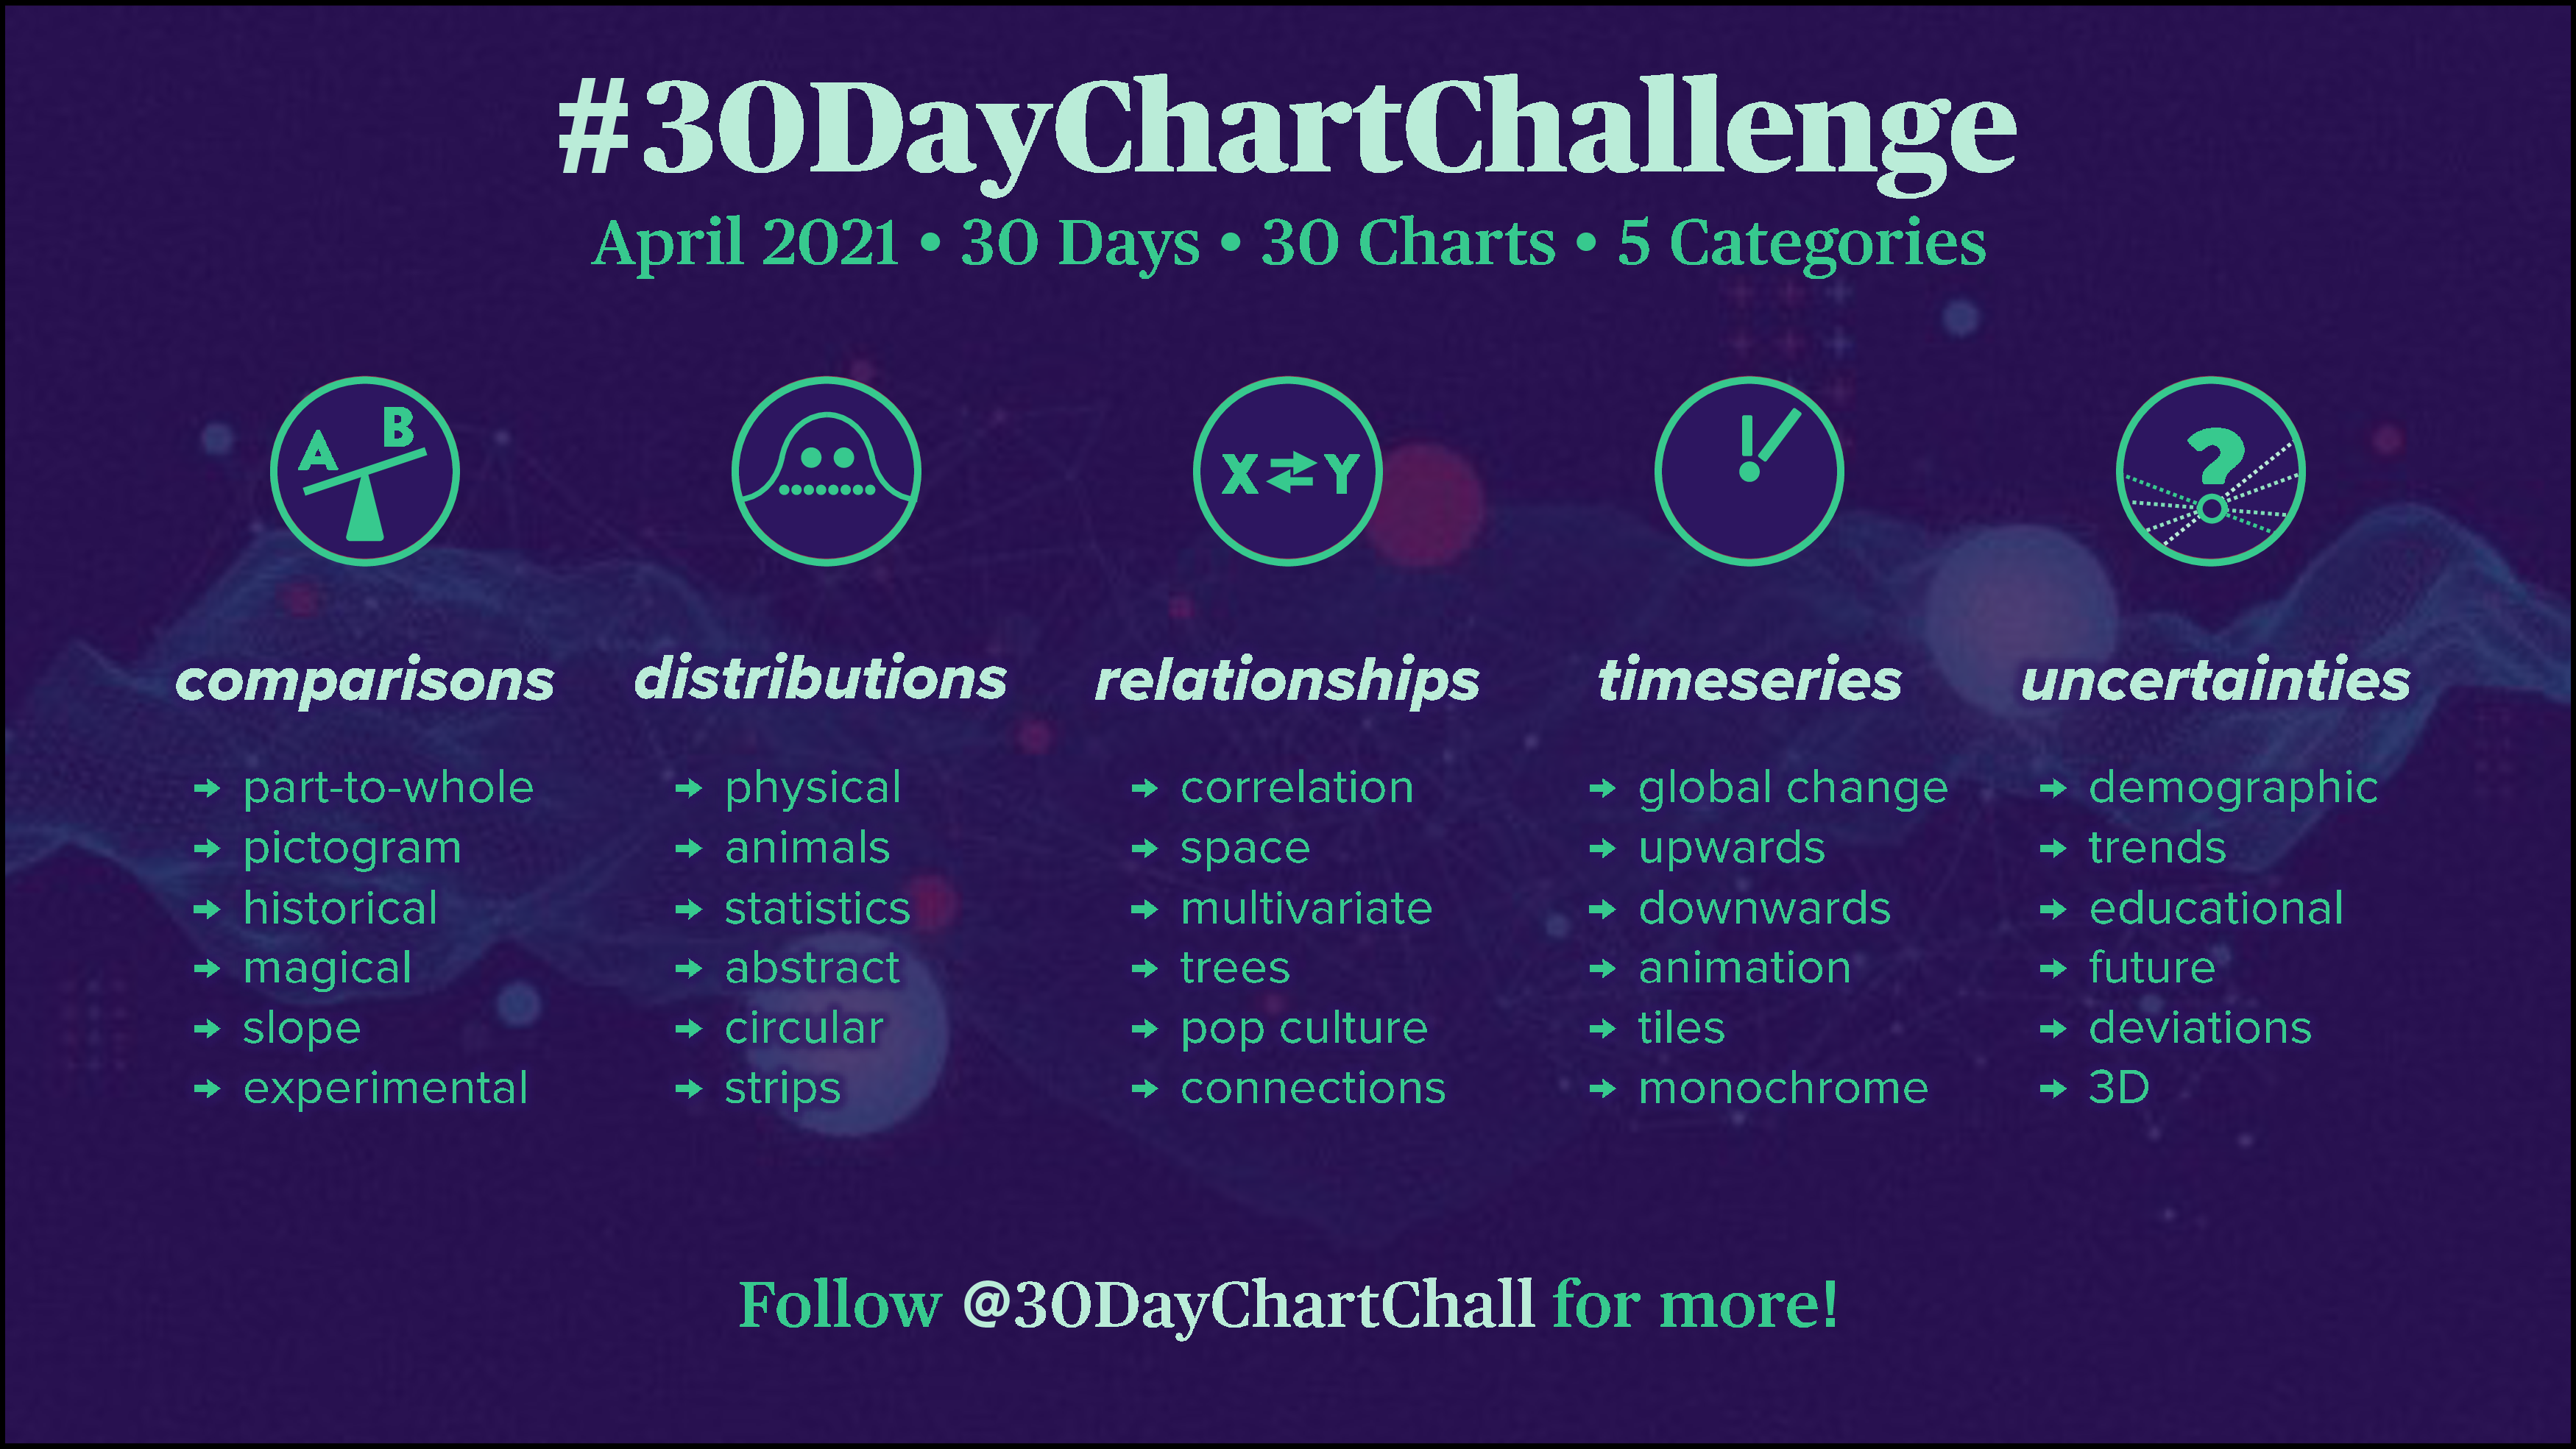 #30DayChartChallenge
April 2021 • 30 Days • 30 Charts • 5 Categories
A B
X Y
!
?
comparisons
part-to-whole
pictogram
historical
magical
slope
experimental
distributions
physical
animals
statistics
abstract
circular
strips
relationships
correlation
space
multivariate
trees
pop culture
connections
timeseries
global change
upwards
downwards
animation
tiles
monochrome
uncertainties
demographic
trends
educational
future
deviations
3D
Follow @30DayChartChall for more!